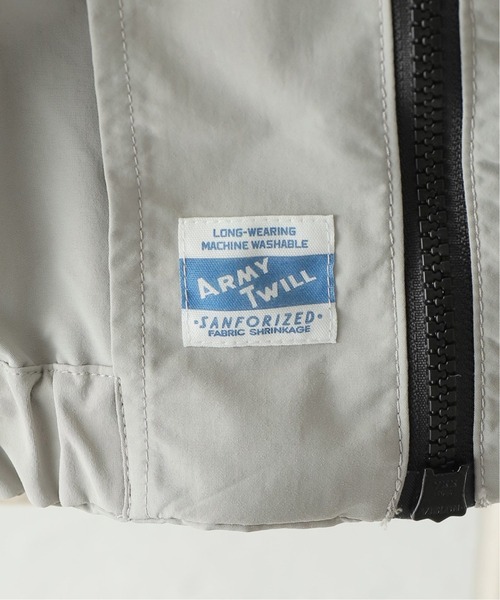 LONG-WEARING
MACHINE WASHABLE
ARMY
TWILL
-SANFORIZED-
FABRIC SHRINKAGE